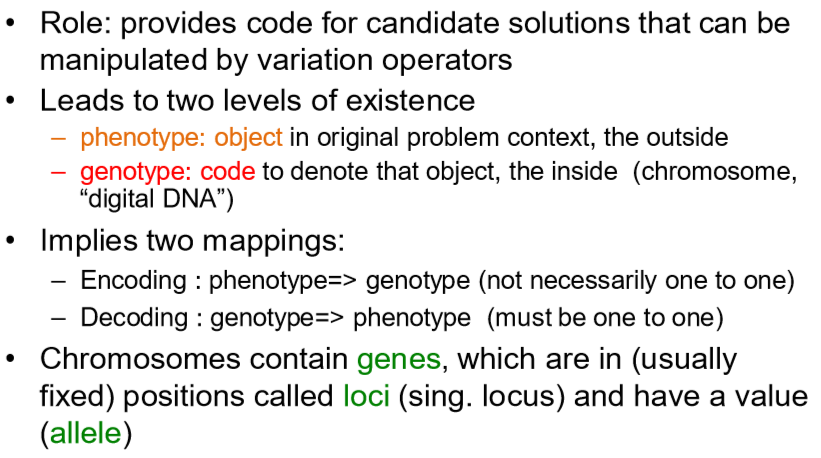 • Role: provides code for candidate solutions that can be
manipulated by variation operators
• Leads to two levels of existence
– phenotype: object in original problem context, the outside
– genotype: code to denote that object, the inside (chromosome,
“digital DNA”)
• Implies two mappings:
– Encoding : phenotype=> genotype (not necessarily one to one)
– Decoding : genotype=> phenotype (must be one to one)
• Chromosomes contain genes, which are in (usually
fixed) positions called loci (sing. locus) and have a value
(allele)